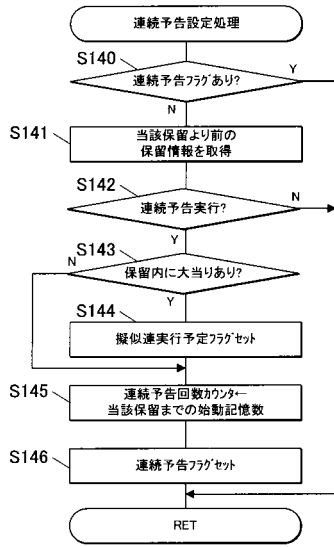 連続予告設定処理
S140
連続予告フラグあり?
Y
N
S141
当該保留より前の
保留情報を取得
S142
連続予告実行?
N
Y
S143
N
保留内に大当りあり?
Y
S144
擬似連実行予定フラグセット
S145
連続予告回数カウンタ←
当該保留までの始動記憶数
S146
連続予告フラグセット
RET